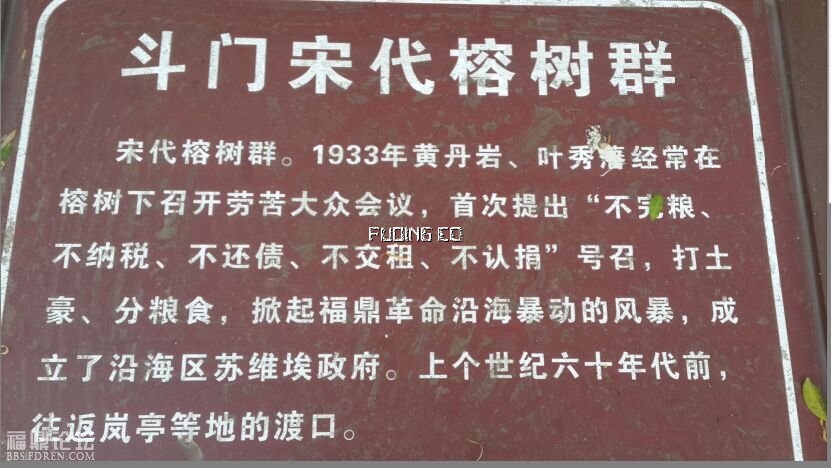 斗门宋代榕树群
宋代榕树群。1933年黄丹岩、叶秀藩经常在
榕树下召开劳苦大众会议，首次提出“不完粮、
不纳税、不还债、不交租、不认捐”号召，打土
豪、分粮食，掀起福鼎革命沿海暴动的风暴，成
立了沿海区苏维埃政府。上个世纪六十年代前，
往返岚亭等地的渡口。
FUDING ED
福鼎论坛
BBS.FDREN.COM